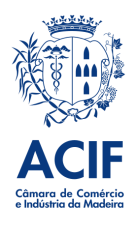 ACIF
Câmara de Comércio
e Indústria da Madeira